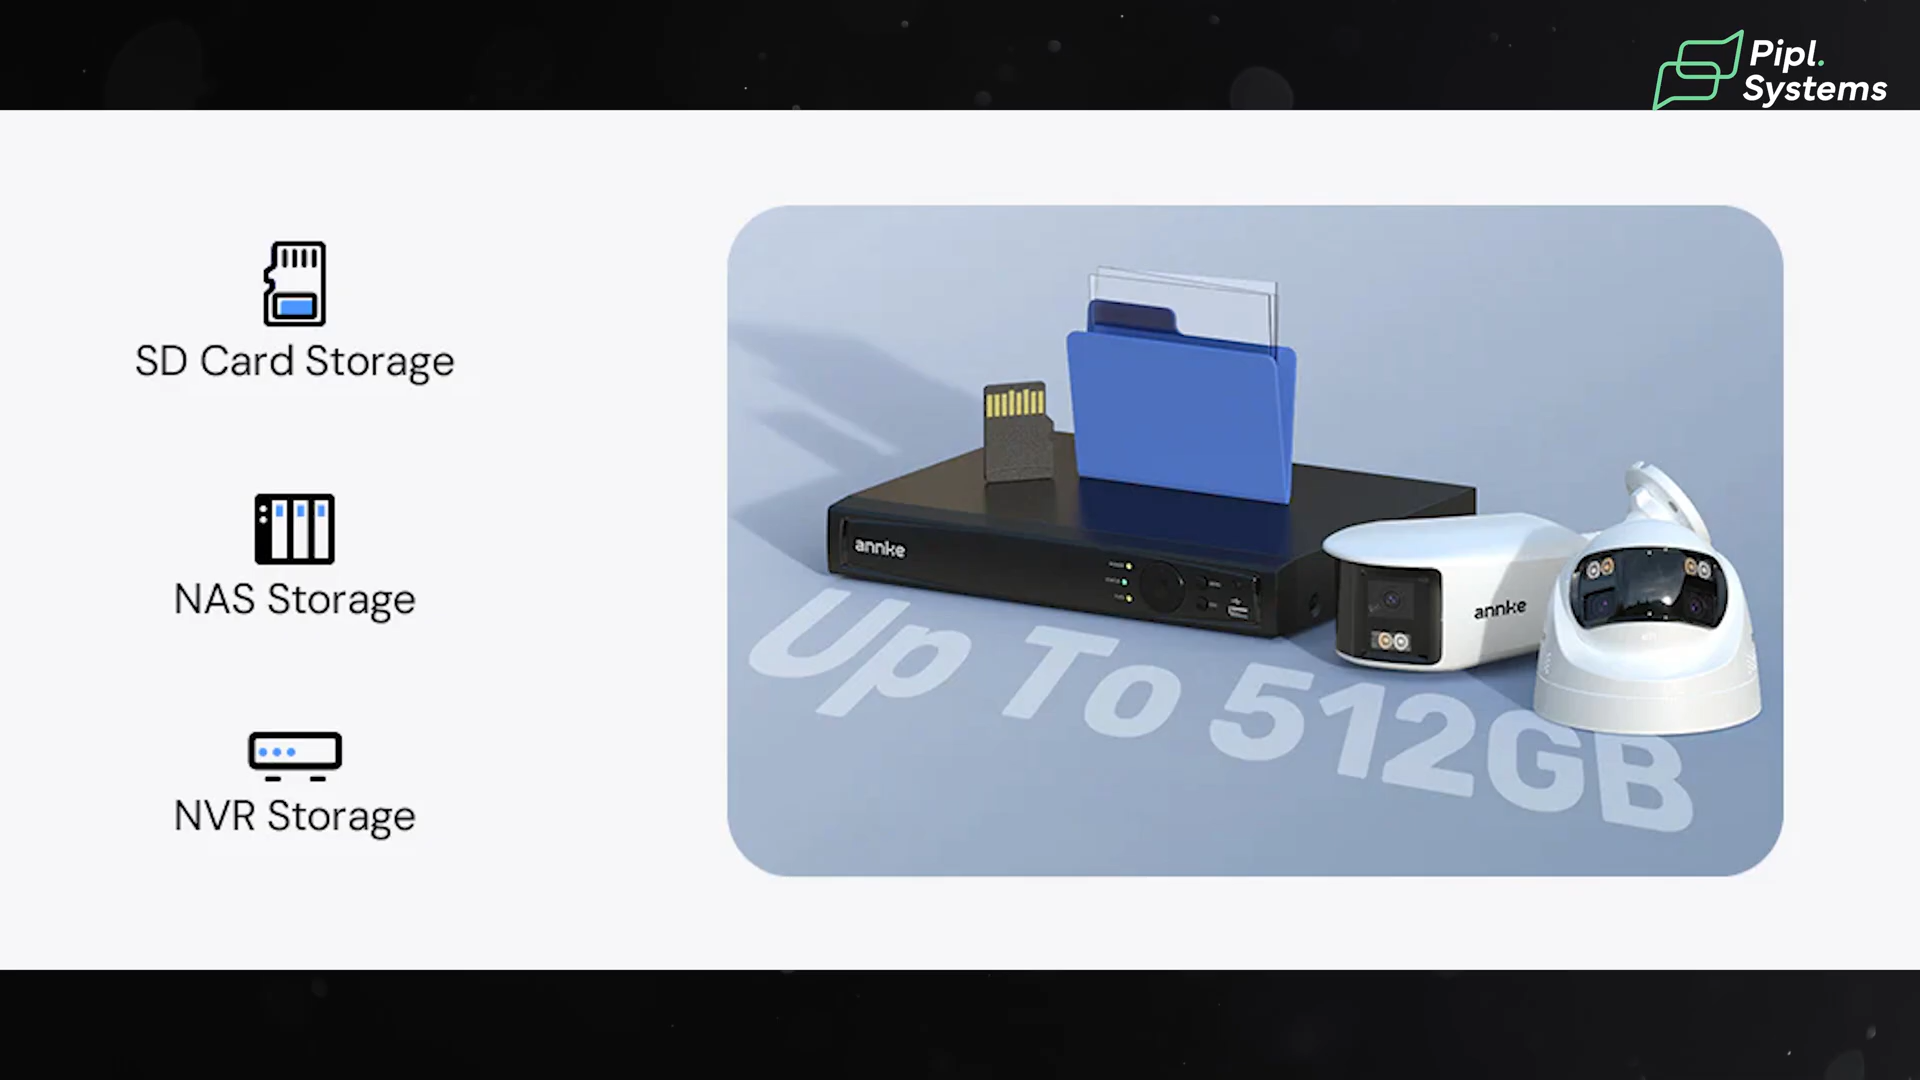 Pipl.
Systems
SD Card Storage
NAS Storage
NVR Storage
annke
annke
Up To 512GB